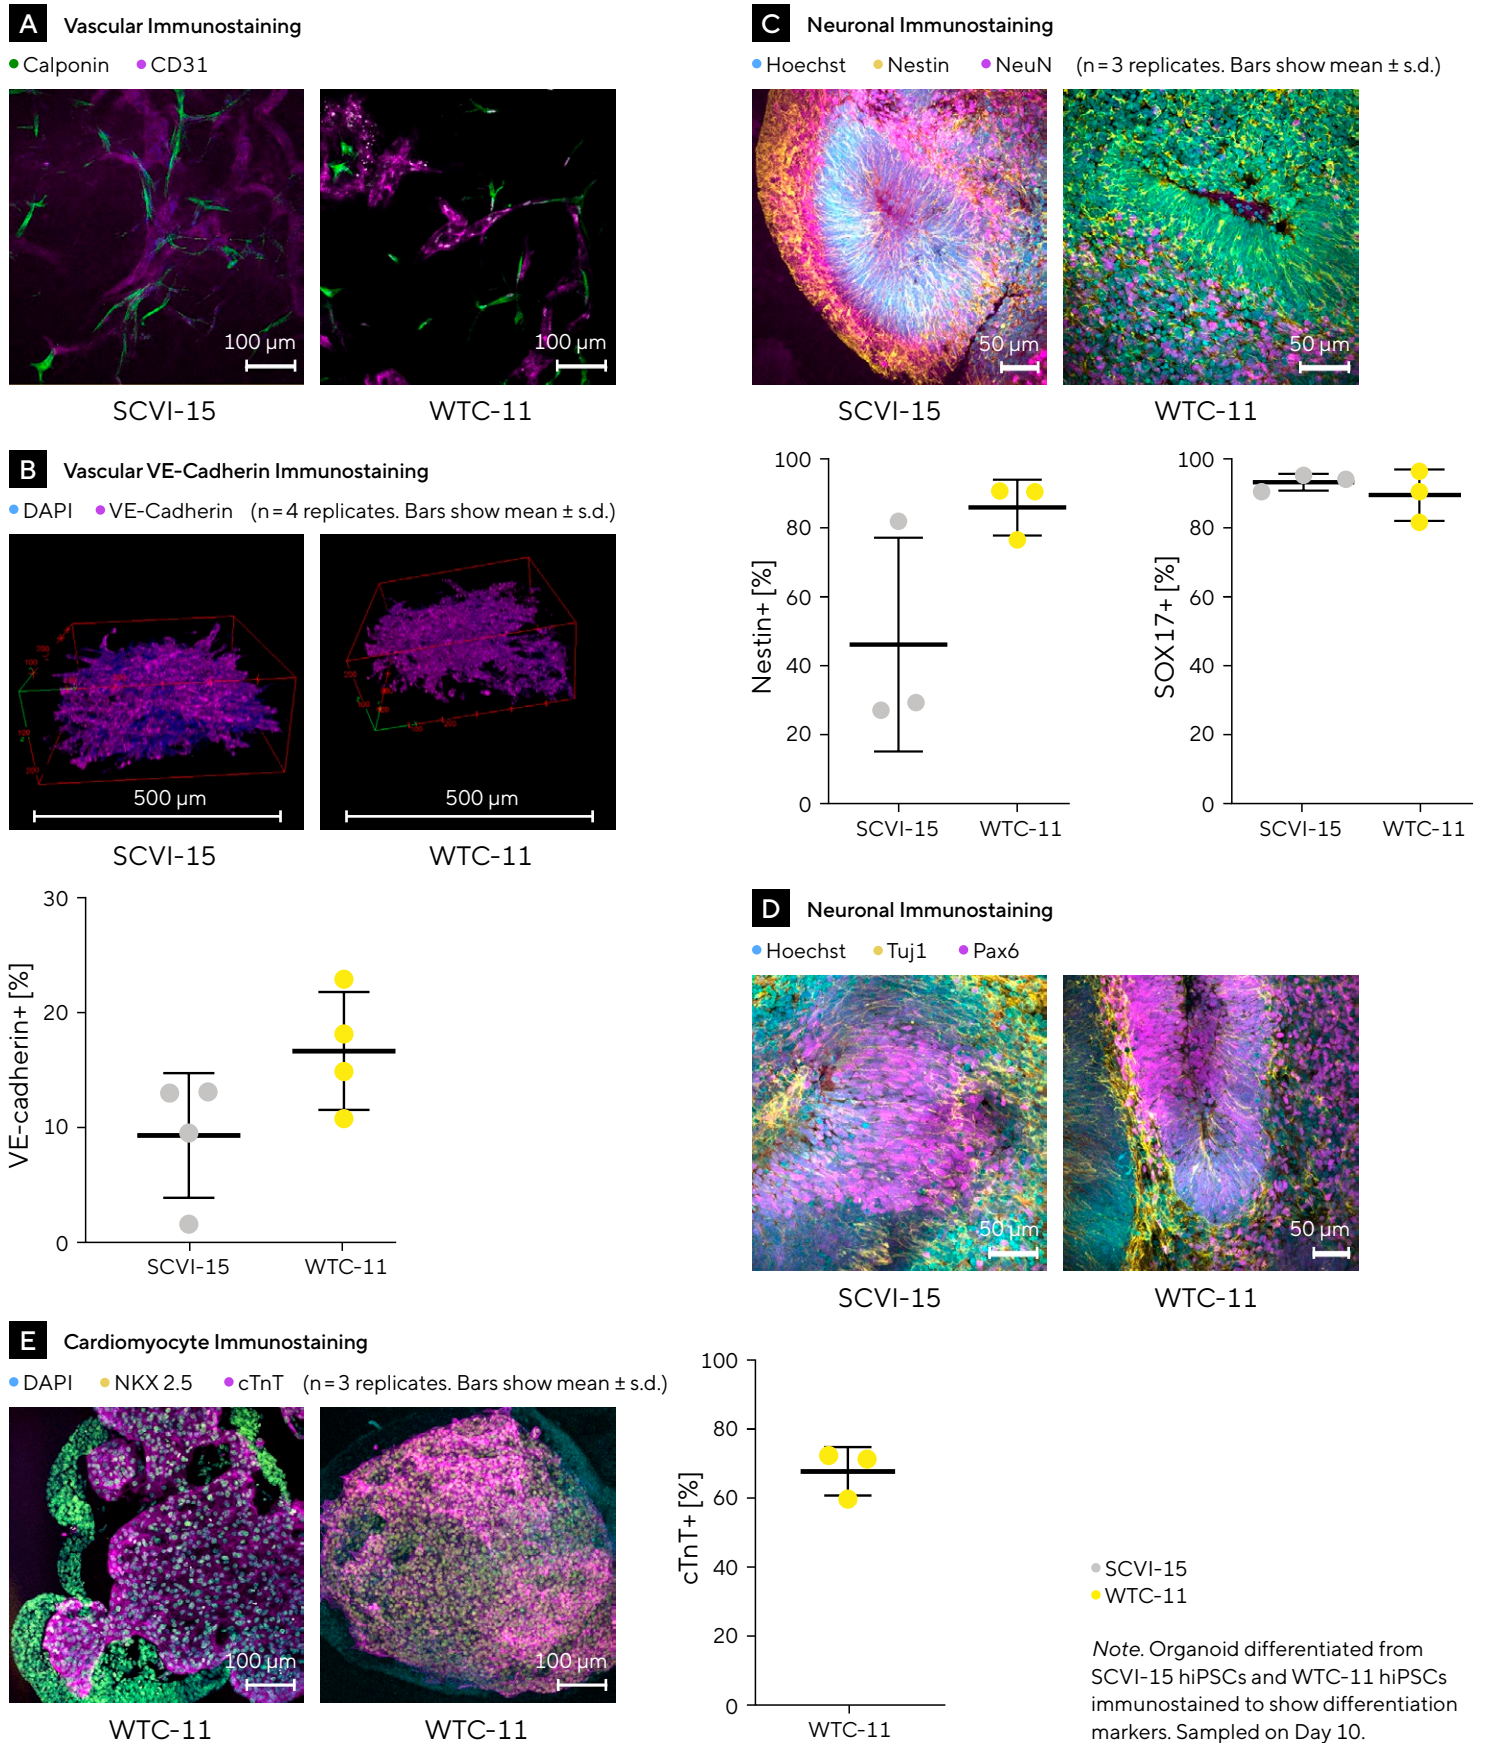 A Vascular Immunostaining
Calponin CD31
100 µm
100 µm
SCVI-15
WTC-11
B Vascular VE-Cadherin Immunostaining
DAPI VE-Cadherin (n = 4 replicates. Bars show mean ± s.d.)
500 µm
500 µm
SCVI-15
WTC-11
VE-cadherin+ [%]
30
20
10
0
SCVI-15
WTC-11
C Neuronal Immunostaining
Hoechst Nestin NeuN (n = 3 replicates. Bars show mean ± s.d.)
50 µm
50 µm
SCVI-15
WTC-11
Nestin+ [%]
100
80
60
40
20
0
SCVI-15
WTC-11
SOX17+ [%]
100
80
60
40
20
0
SCVI-15
WTC-11
D Neuronal Immunostaining
Hoechst Tuj1 Pax6
50 µm
50 µm
SCVI-15
WTC-11
E Cardiomyocyte Immunostaining
DAPI NKX 2.5 cTnT (n = 3 replicates. Bars show mean ± s.d.)
100 µm
100 µm
WTC-11
WTC-11
cTnT+ [%]
100
80
60
40
20
0
WTC-11
SCVI-15
WTC-11
Note. Organoid differentiated from
SCVI-15 hiPSCs and WTC-11 hiPSCs
immunostained to show differentiation
markers. Sampled on Day 10.